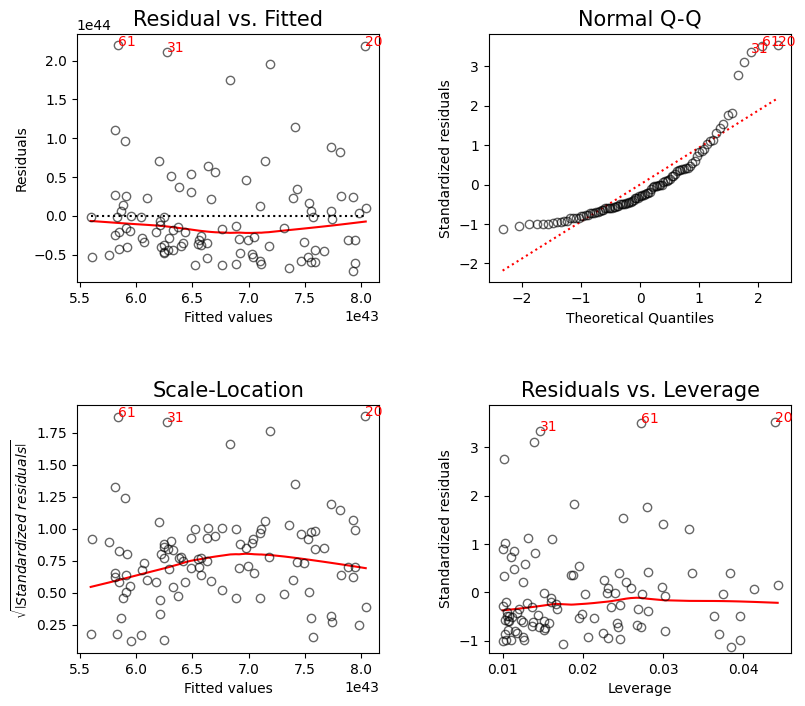 Residual vs. Fitted
1e44
Residuals
2.0
1.5
1.0
0.5
0.0
−0.5
61
31
20
5.5 6.0 6.5 7.0 7.5 8.0
Fitted values
1e43
Normal Q-Q
Standardized residuals
3
2
1
0
−1
−2
31
61
20
−2 −1 0 1 2
Theoretical Quantiles
Scale-Location
√|Standardized residuals|
1.75
1.50
1.25
1.00
0.75
0.50
0.25
61
31
20
5.5 6.0 6.5 7.0 7.5 8.0
Fitted values
1e43
Residuals vs. Leverage
Standardized residuals
3
2
1
0
−1
31
61
20
0.01 0.02 0.03 0.04
Leverage